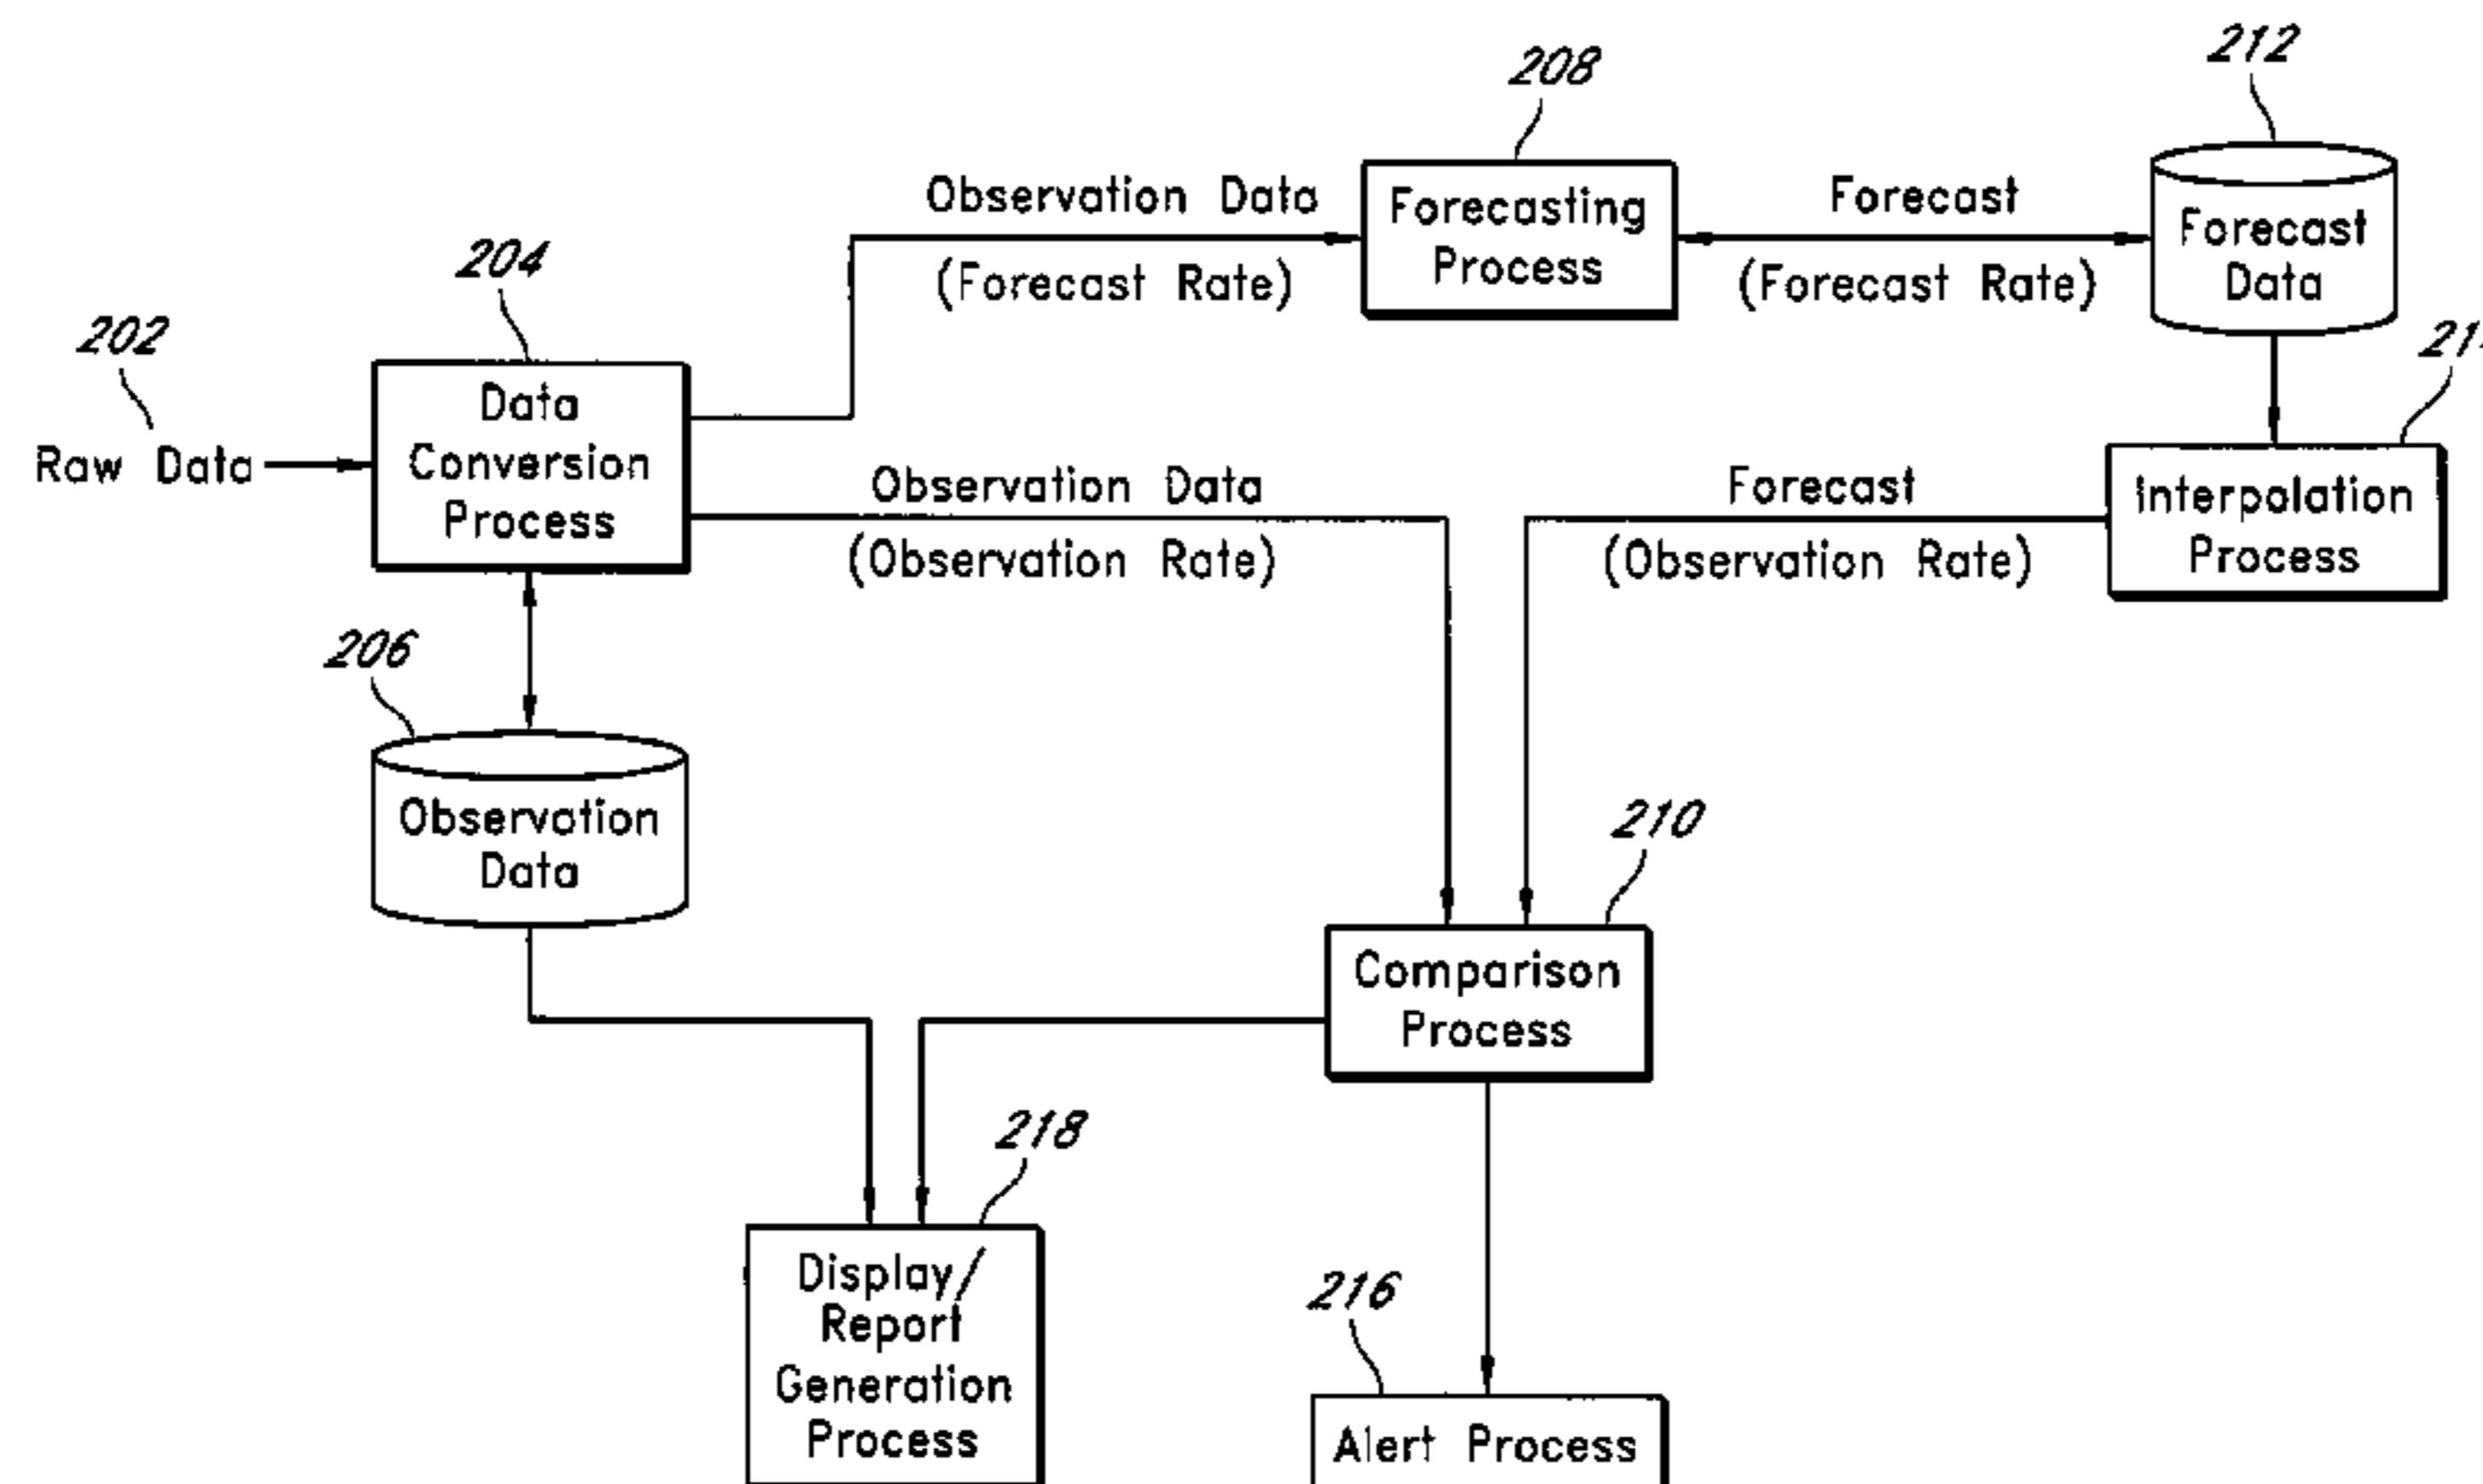 212
208
Observation Data
(Forecast Rate)
Forecasting
Process
Forecast
(Forecast Rate)
Forecast
Data
204
202
Raw Data
Data
Conversion
Process
Observation Data
(Observation Rate)
Forecast
(Observation Rate)
Interpolation
Process
206
Observation
Data
210
Comparison
Process
218
Display/
Report
Generation
Process
216
Alert Process